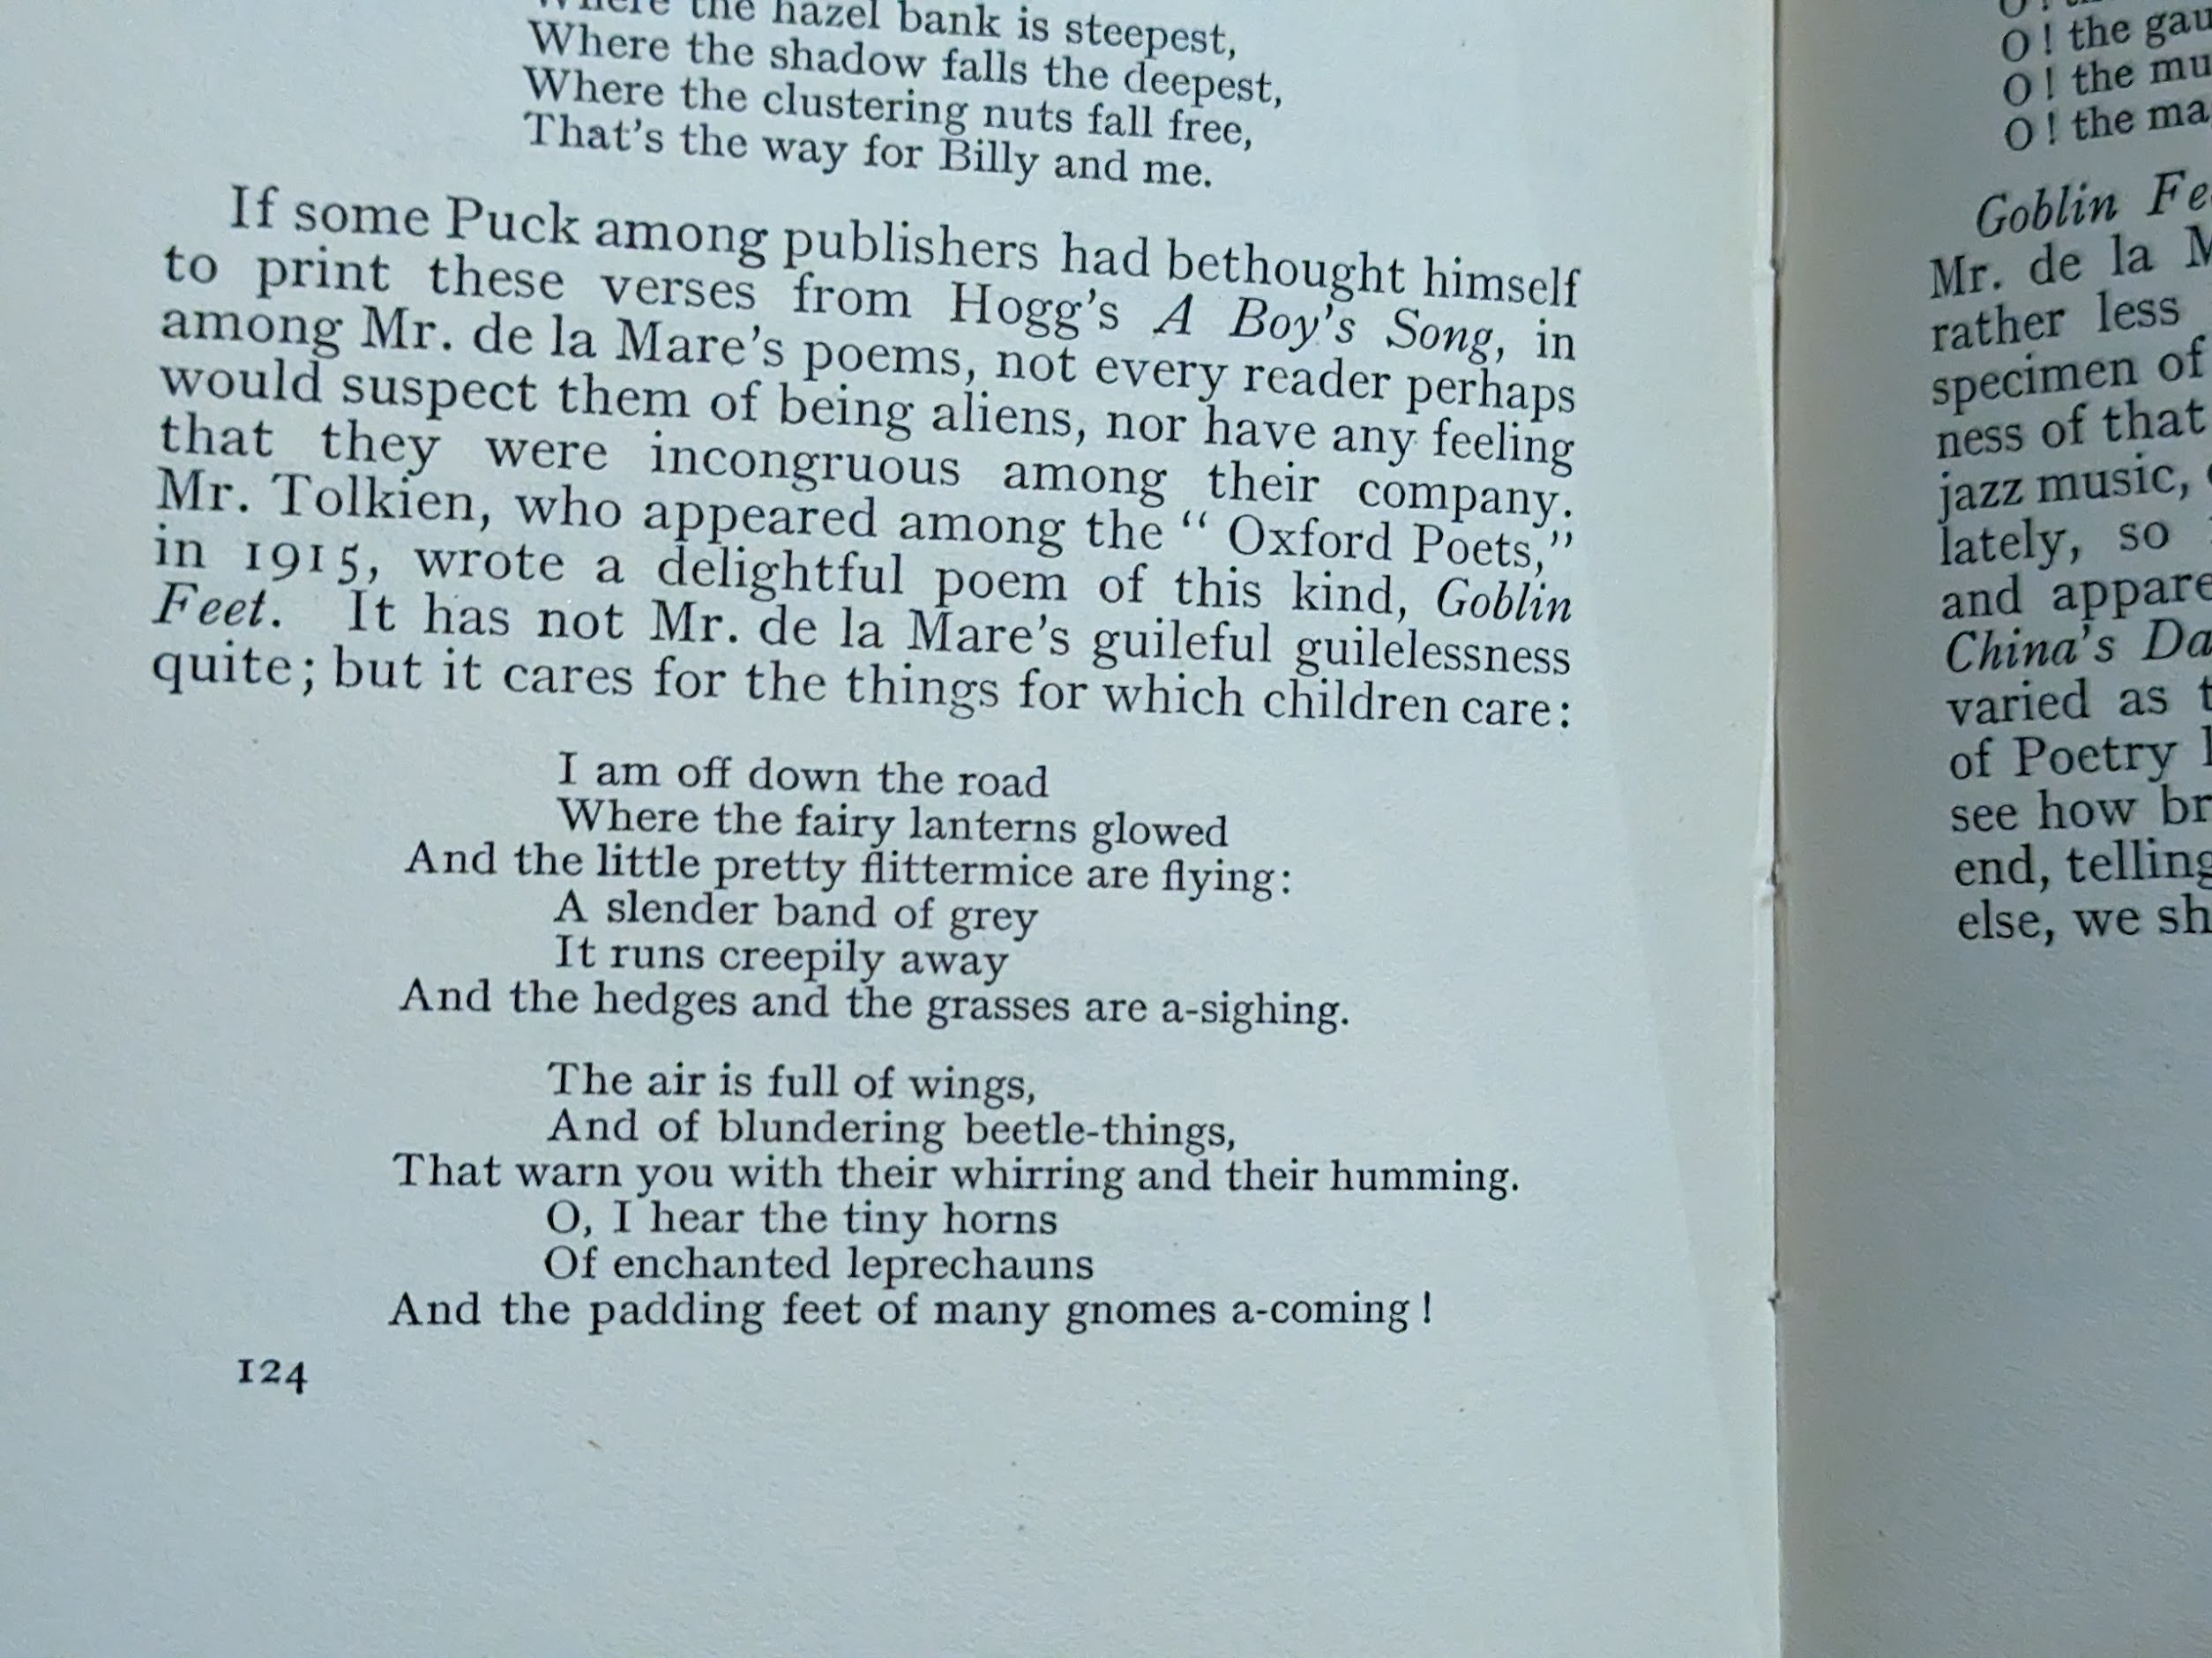 the hazel bank is steepest,
Where the shadow falls the deepest,
Where the clustering nuts fall free,
That's the way for Billy and me.
If some Puck among publishers had bethought himself
to print these verses from Hogg's A Boy's Song, in
among Mr. de la Mare's poems, not every reader perhaps
would suspect them of being aliens, nor have any feeling
that they were incongruous among their company.
Mr. Tolkien, who appeared among the “ Oxford Poets,”
in 1915, wrote a delightful poem of this kind, Goblin
Feet. It has not Mr. de la Mare's guileful guilelessness
quite; but it cares for the things for which children care:
I am off down the road
Where the fairy lanterns glowed
And the little pretty flittermice are flying:
A slender band of grey
It runs creepily away
And the hedges and the grasses are a-sighing.
The air is full of wings,
And of blundering beetle-things,
That warn you with their whirring and their humming.
O, I hear the tiny horns
Of enchanted leprechauns
And the padding feet of many gnomes a-coming !
124
O ! the
O ! the
O ! the
Goblin
Mr. de la
rather less
specimen of
ness of that
jazz music,
lately, so
and
China's
varied as
of Poetry
see how
end,
else, we